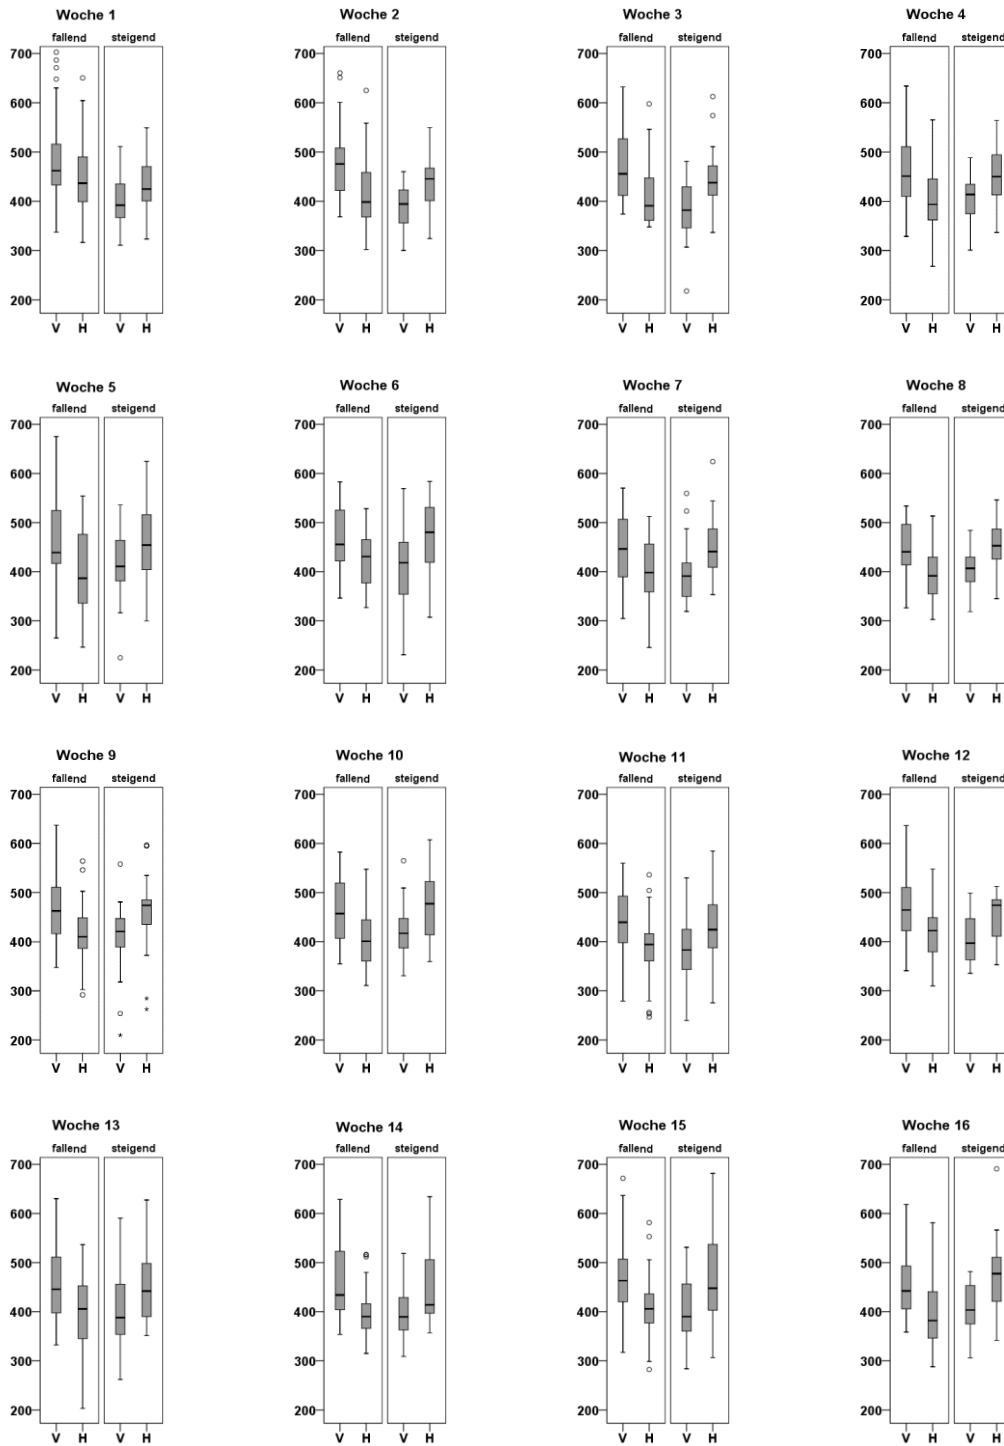 Woche 1 Woche 2 Woche 3 Woche 4
fallend steigend fallend steigend fallend steigend fallend steigend
700 700 700 700
600 600 600 600
500 500 500 500
400 400 400 400
300 300 300 300
200 200 200 200
V H V H V H V H V H V H V H V H
Woche 5 Woche 6 Woche 7 Woche 8
fallend steigend fallend steigend fallend steigend fallend steigend
700 700 700 700
600 600 600 600
500 500 500 500
400 400 400 400
300 300 300 300
200 200 200 200
V H V H V H V H V H V H V H V H
Woche 9 Woche 10 Woche 11 Woche 12
fallend steigend fallend steigend fallend steigend fallend steigend
700 700 700 700
600 600 600 600
500 500 500 500
400 400 400 400
300 300 300 300
200 200 200 200
V H V H V H V H V H V H V H V H
Woche 13 Woche 14 Woche 15 Woche 16
fallend steigend fallend steigend fallend steigend fallend steigend
700 700 700 700
600 600 600 600
500 500 500 500
400 400 400 400
300 300 300 300
200 200 200 200
V H V H V H V H V H V H V H V H